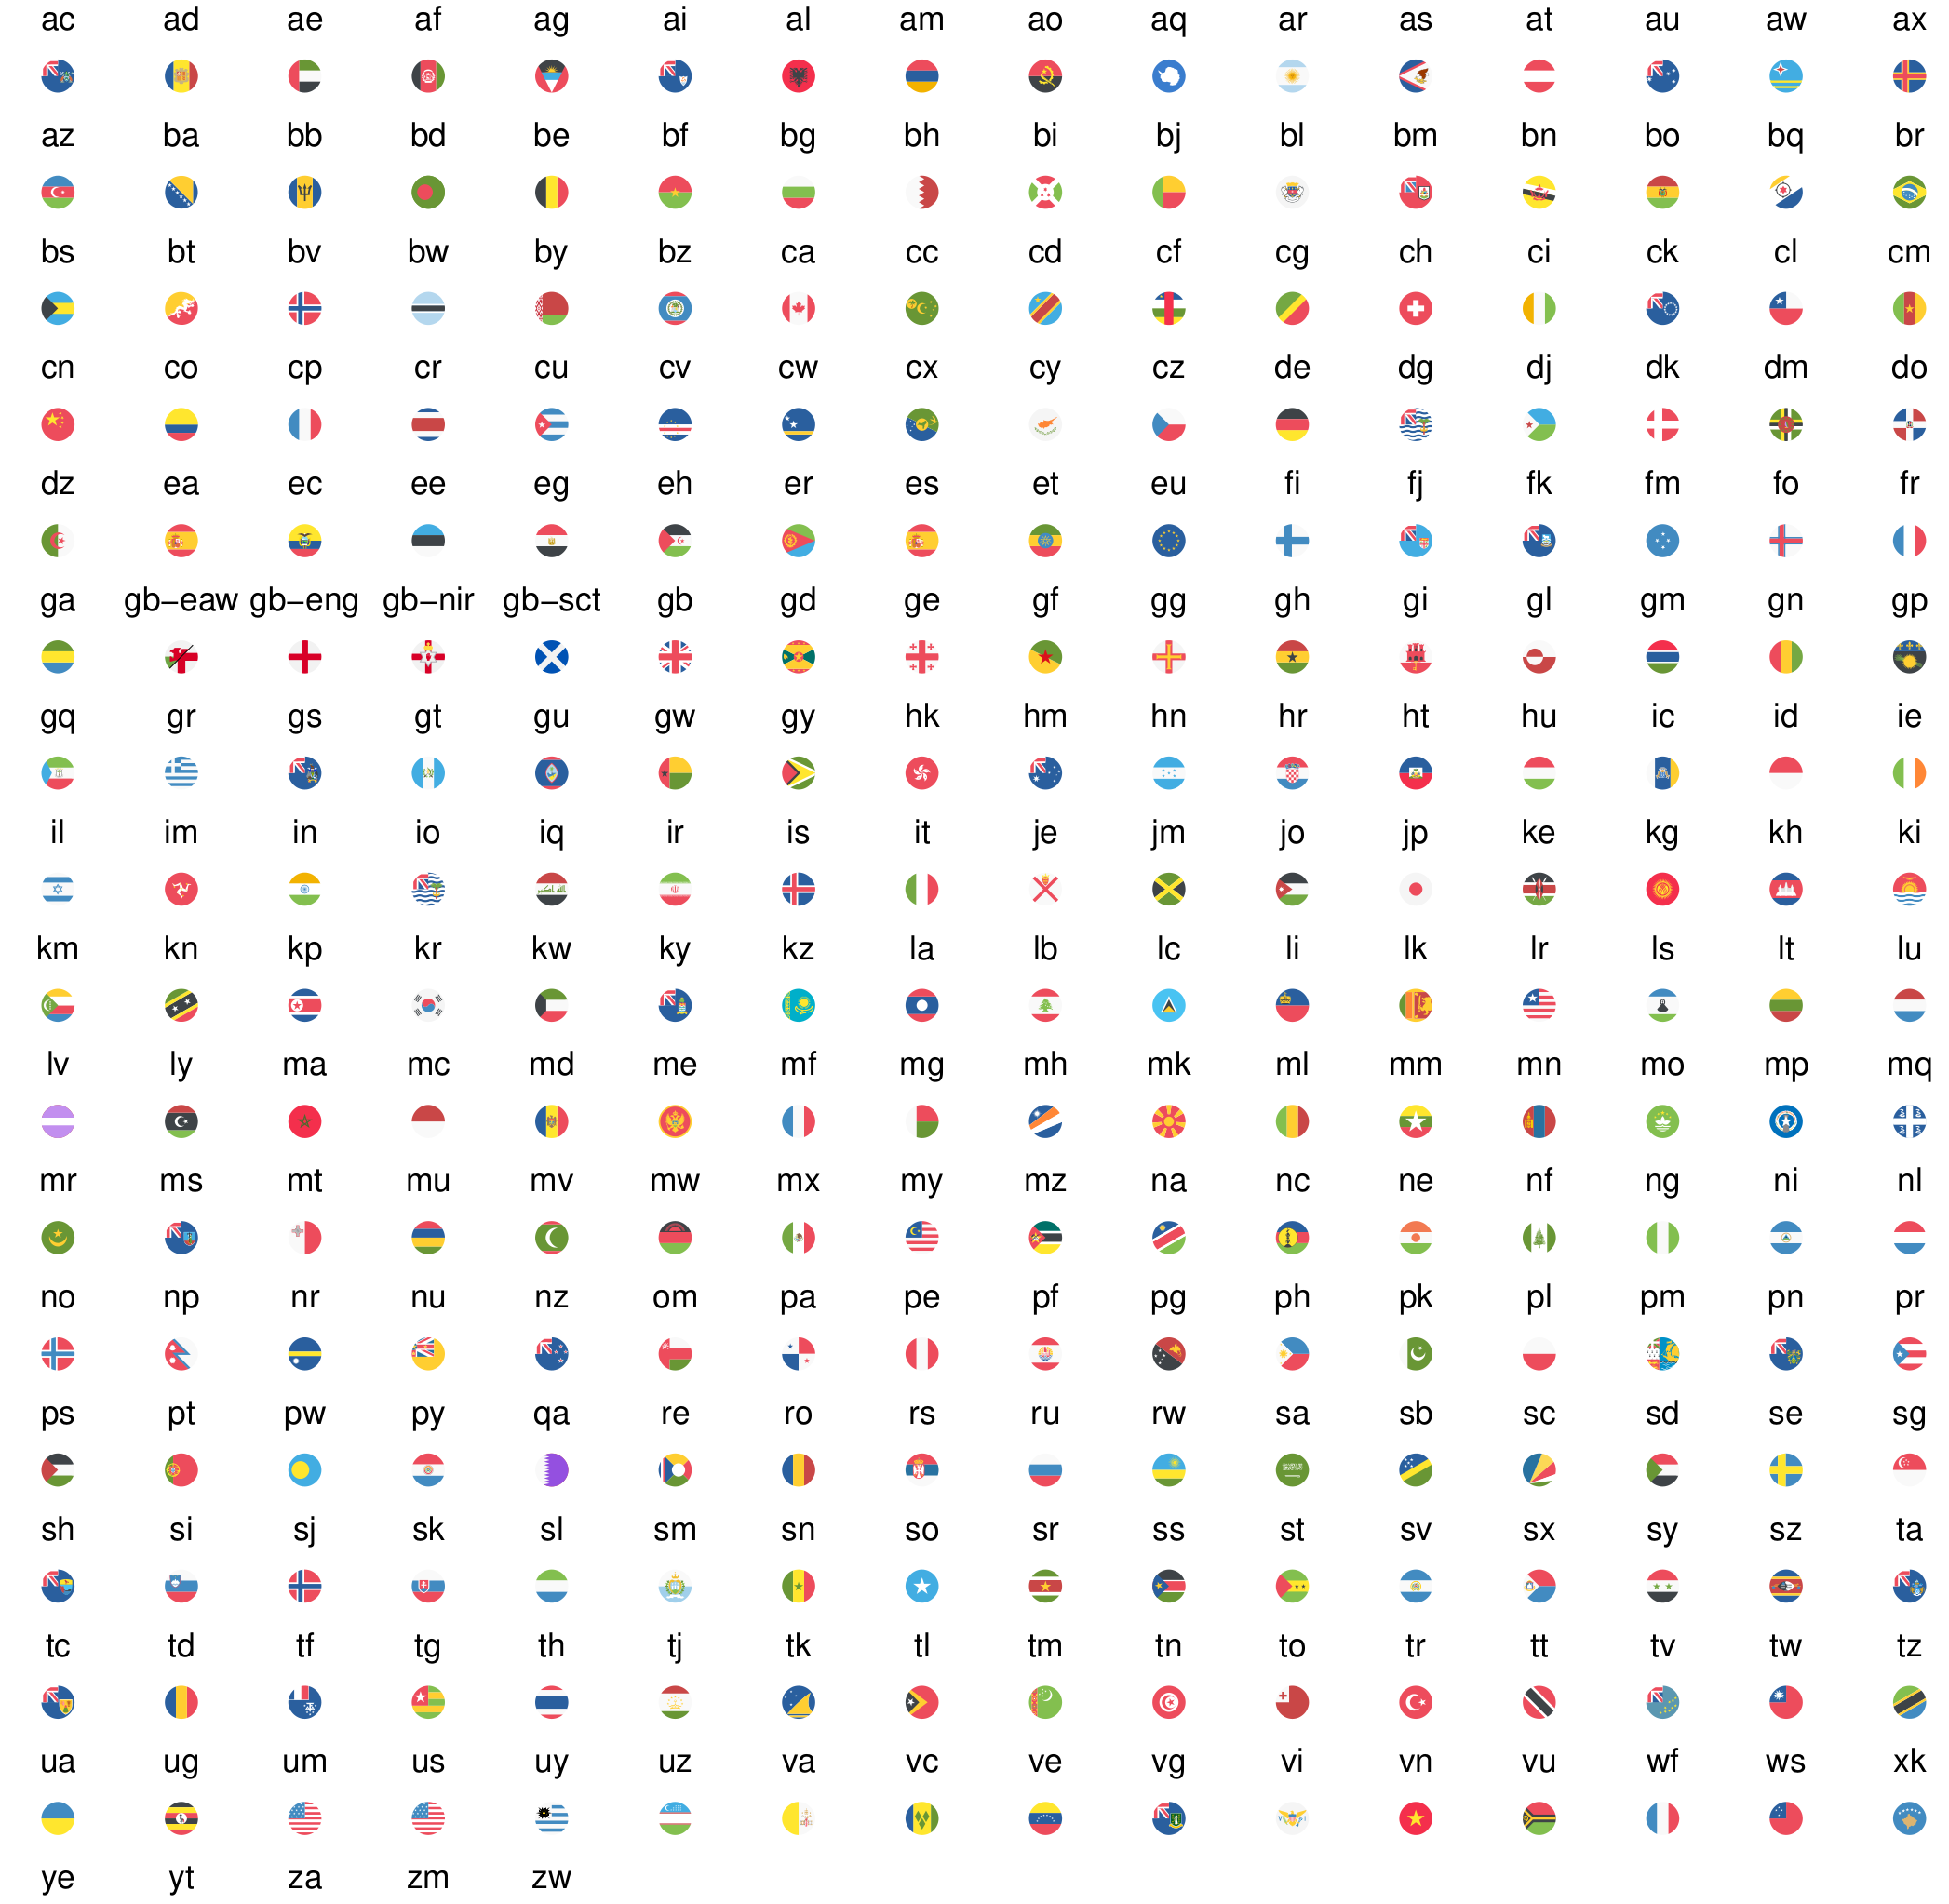 ac ad ae af ag ai al am ao aq ar as at au aw ax
az ba bb bd be bf bg bh bi bj bl bm bn bo bq br
bs bt bv bw by bz ca cc cd cf cg ch ci ck cl cm
cn co cp cr cu cv cw cx cy cz de dg dj dk dm do
dz ea ec ee eg eh er es et eu fi fj fk fm fo fr
ga gb−eaw gb−eng gb−nir gb−sct gb gd ge gf gg gh gi gl gm gn gp
gq gr gs gt gu gw gy hk hm hn hr ht hu ic id ie
il im in io iq ir is it je jm jo jp ke kg kh ki
km kn kp kr kw ky kz la lb lc li lk lr ls lt lu
lv ly ma mc md me mf mg mh mk ml mm mn mo mp mq
mr ms mt mu mv mw mx my mz na nc ne nf ng ni nl
no np nr nu nz om pa pe pf pg ph pk pl pm pn pr
ps pt pw py qa re ro rs ru rw sa sb sc sd se sg
sh si sj sk sl sm sn so sr ss st sv sx sy sz ta
tc td tf tg th tj tk tl tm tn to tr tt tv tw tz
ua ug um us uy uz va vc ve vg vi vn vu wf ws xk
ye yt za zm zw